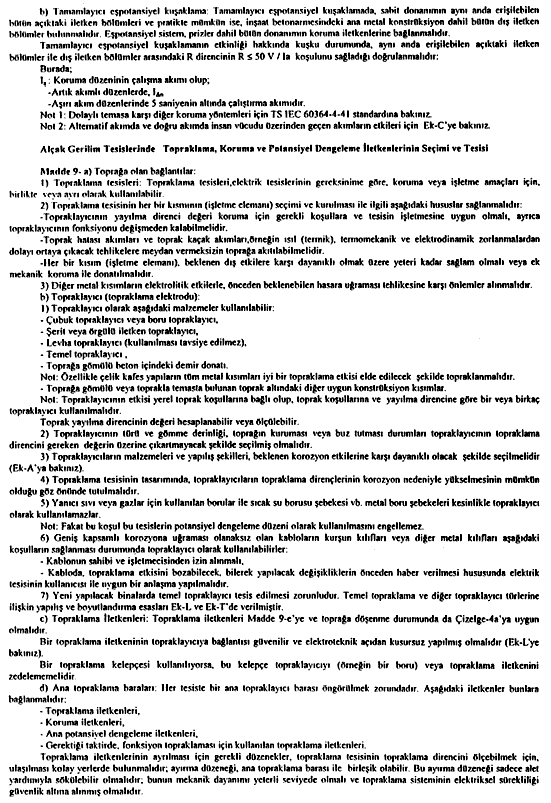 b) Tamamlayıcı eşpotansiyel kuşaklama: Tamamlayıcı eşpotansiyel kuşaklamada, sabit donanımın aynı anda erişilebilen
bütün açıktaki iletken bölümleri ve pratikte mümkün ise, inşaat betonarmesindeki ana metal konstrüksiyon dahil bütün dış iletken
bölümler bulunmalıdır. Eşpotansiyel sistem, prizler dahil bütün donanımın koruma iletkenlerine bağlanmalıdır.
Tamamlayıcı eşpotansiyel kuşaklamanın etkinliği hakkında kuşku durumunda, aynı anda erişilebilen açıktaki iletken
bölümler ile dış iletken bölümler arasındaki R direncinin R ≤ 50 V / Ia koşulunu sağladığı doğrulanmalıdır:
Burada;
Iₐ : Koruma düzeninin çalışma akımı olup;
-Artık akımlı düzenlerde, IΔn
-Aşırı akım düzenlerinde 5 saniyenin altında çalıştırma akımıdır.
Not 1: Dolaylı temasa karşı diğer koruma yöntemleri için TS IEC 60364-4-41 standardına bakınız.
Not 2: Alternatif akımda ve doğru akımda insan vücudu üzerinden geçen akımların etkileri için Ek-C'ye bakınız.
Alçak Gerilim Tesislerinde Topraklama, Koruma ve Potansiyel Dengeleme İletkenlerinin Seçimi ve Tesisi
Madde 9- a) Toprağa olan bağlantılar:
1) Topraklama tesisleri: Topraklama tesisleri,elektrik tesislerinin gereksinime göre, koruma veya işletme amaçları için,
birlikte veya ayrı olarak kullanılabilir.
2) Topraklama tesisinin her bir kısmının (işletme elemanı) seçimi ve kurulması ile ilgili aşağıdaki hususlar sağlanmalıdır:
-Topraklayıcının yayılma direnci değeri koruma için gerekli koşullara ve tesisin işletmesine uygun olmalı, ayrıca
topraklayıcının fonksiyonu değişmeden kalabilmelidir.
-Toprak hatası akımları ve toprak kaçak akımları,örneğin ısıl (termik), termomekanik ve elektrodinamik zorlanmalardan
dolayı ortaya çıkacak tehlikelere meydan vermeksizin toprağa akıtılabilmelidir.
-Her bir kısım (işletme elemanı), beklenen dış etkilere karşı dayanıklı olmak üzere yeteri kadar sağlam olmalı veya ek
mekanik koruma ile donatılmalıdır.
3) Diğer metal kısımların elektrolitik etkilerle, önceden beklenebilen hasara uğraması tehlikesine karşı önlemler alınmalıdır.
b) Topraklayıcı (topraklama elektrodu):
1) Topraklayıcı olarak aşağıdaki malzemeler kullanılabilir:
- Çubuk topraklayıcı veya boru topraklayıcı,
- Şerit veya örgülü iletken topraklayıcı,
- Levha topraklayıcı (kullanılması tavsiye edilmez),
- Temel topraklayıcı ,
- Toprağa gömülü beton içindeki demir donatı.
Not: Özellikle çelik kafes yapıların tüm metal kısımları iyi bir topraklama etkisi elde edilecek şekilde topraklanmalıdır.
- Toprağa gömülü veya toprakla temasta bulunan toprak altındaki diğer uygun konstrüksiyon kısımlar.
Not: Topraklayıcının etkisi yerel toprak koşullarına bağlı olup, toprak koşullarına ve yayılma direncine göre bir veya birkaç
topraklayıcı kullanılmalıdır.
Toprak yayılma direncinin değeri hesaplanabilir veya ölçülebilir.
2) Topraklayıcının türü ve gömme derinliği, toprağın kuruması veya buz tutması durumları topraklayıcının topraklama
direncini gereken değerin üzerine çıkartmayacak şekilde seçilmiş olmalıdır.
3) Topraklayıcıların malzemeleri ve yapılış şekilleri, beklenen korozyon etkilerine karşı dayanıklı olacak şekilde seçilmelidir
(Ek-A'ya bakınız).
4) Topraklama tesisinin tasarımında, topraklayıcıların topraklama dirençlerinin korozyon nedeniyle yükselmesinin mümkün
olduğu göz önünde tutulmalıdır.
5) Yanıcı sıvı veya gazlar için kullanılan borular ile sıcak su borusu şebekesi vb. metal boru şebekeleri kesinlikle topraklayıcı
olarak kullanılamazlar.
Not: Fakat bu koşul bu tesislerin potansiyel dengeleme düzeni olarak kullanılmasını engellemez.
6) Geniş kapsamlı korozyona uğraması olanaksız olan kabloların kurşun kılıfları veya diğer metal kılıfları aşağıdaki
koşulların sağlanması durumunda topraklayıcı olarak kullanılabilirler:
- Kablonun sahibi ve işletmecisinden izin alınmalı,
- Kabloda, topraklama etkisini bozabilecek, bilerek yapılacak değişikliklerin önceden haber verilmesi hususunda elektrik
tesisinin kullanıcısı ile uygun bir anlaşma yapılmalıdır.
7) Yeni yapılacak binalarda temel topraklayıcı tesis edilmesi zorunludur. Temel topraklama ve diğer topraklayıcı türlerine
ilişkin yapılış ve boyutlandırma esasları Ek-L ve Ek-T'de verilmiştir.
c) Topraklama İletkenleri: Topraklama iletkenleri Madde 9-e'ye ve toprağa döşenme durumunda da Çizelge-4a'ya uygun
olmalıdır.
Bir topraklama iletkeninin topraklayıcıya bağlantısı güvenilir ve elektroteknik açıdan kusursuz yapılmış olmalıdır (Ek-L'ye
bakınız).
Bir topraklama kelepçesi kullanılıyorsa, bu kelepçe topraklayıcıyı (örneğin bir boru) veya topraklama iletkenini
zedelememelidir.
d) Ana topraklama baraları: Her tesiste bir ana topraklayıcı barası öngörülmek zorundadır. Aşağıdaki iletkenler bunlara
bağlanmalıdır:
- Topraklama iletkenleri,
- Koruma iletkenleri,
- Ana potansiyel dengeleme iletkenleri,
- Gerektiği taktirde, fonksiyon topraklaması için kullanılan topraklama iletkenleri.
Topraklama iletkenlerinin ayrılması için gerekli düzenekler, topraklama tesisinin topraklama direncini ölçebilmek için,
ulaşılması kolay yerlerde bulunmalıdır; ayırma düzeneği, ana topraklama barası ile birleşik olabilir. Bu ayırma düzeneği sadece alet
yardımıyla sökülebilir olmalıdır; bunun mekanik dayanımı yeterli seviyede olmalı ve topraklama sisteminin elektriksel sürekliliği
güvenlik altına alınmış olmalıdır.